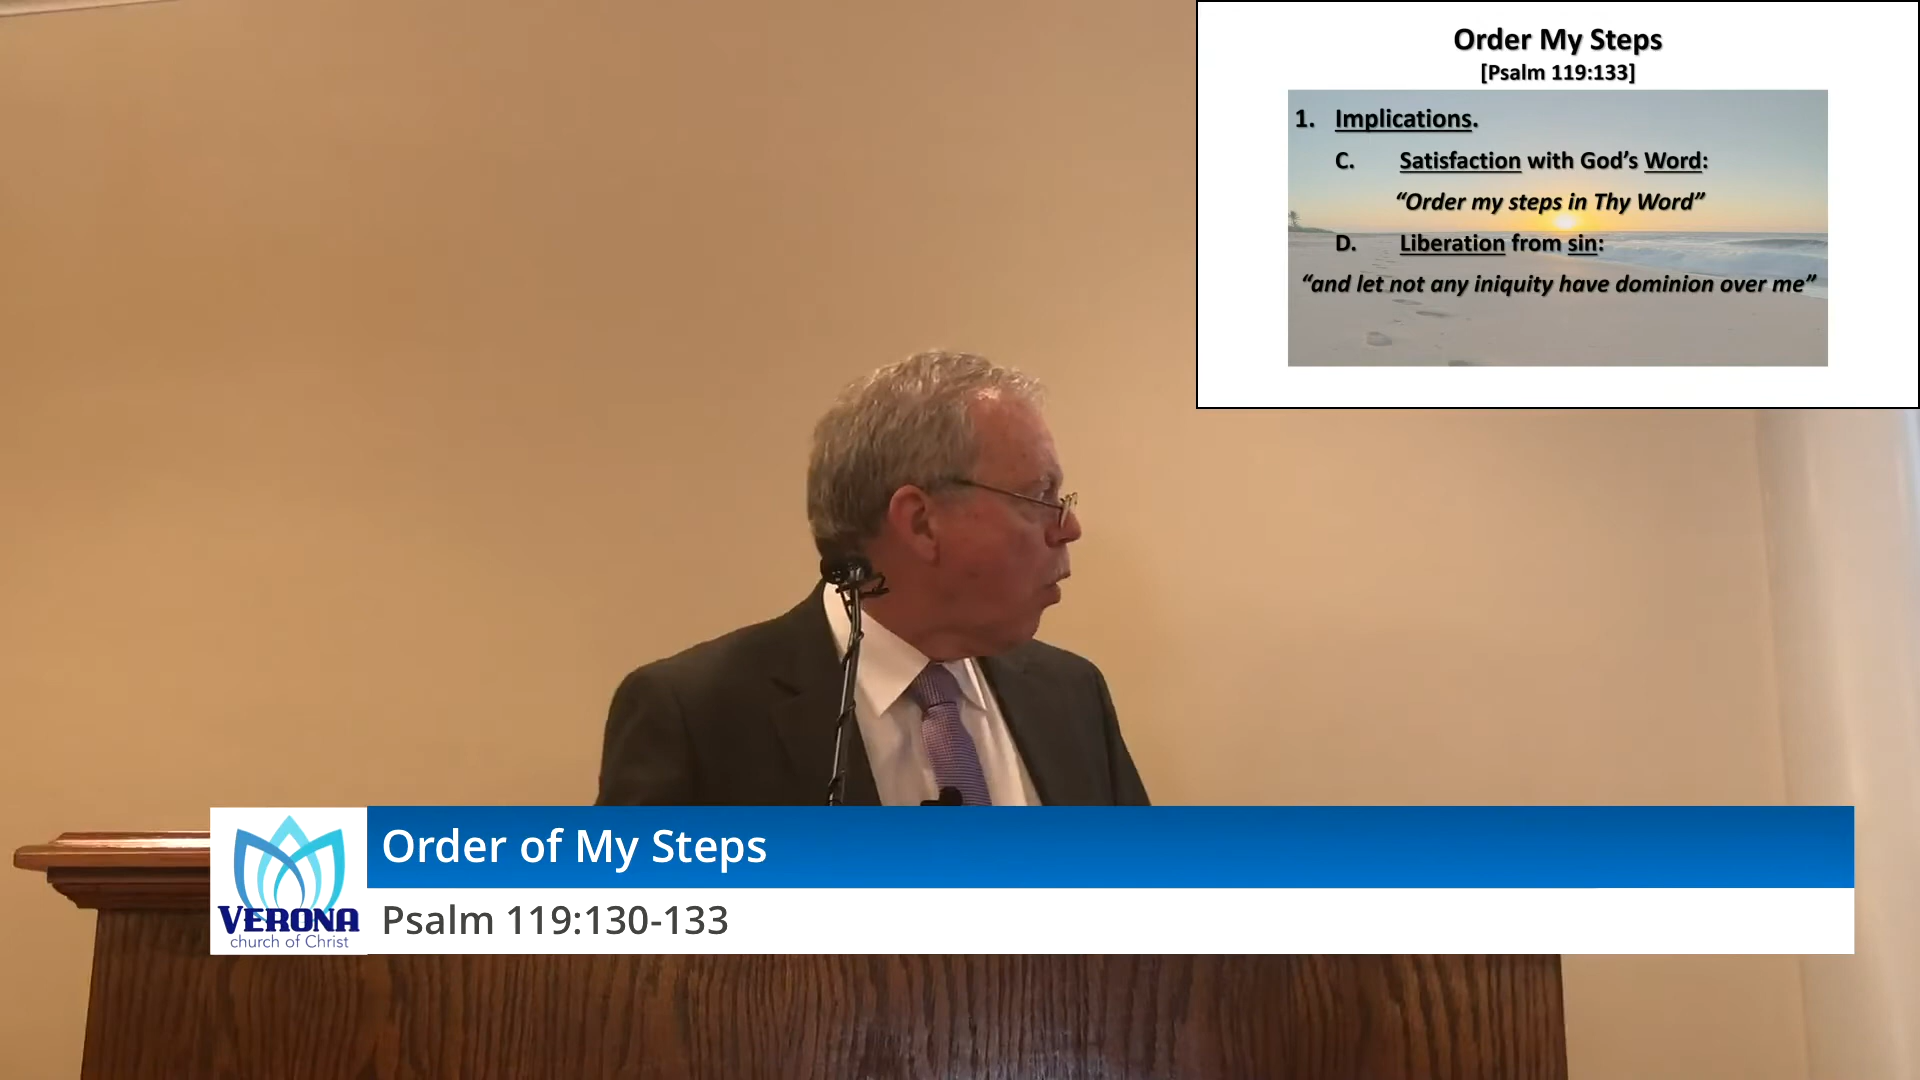 Order My Steps
[Psalm 119:133]
1. Implications.
C. Satisfaction with God’s Word:
“Order my steps in Thy Word”
D. Liberation from sin:
“and let not any iniquity have dominion over me”
Order of My Steps
VERONA
church of Christ
Psalm 119:130-133